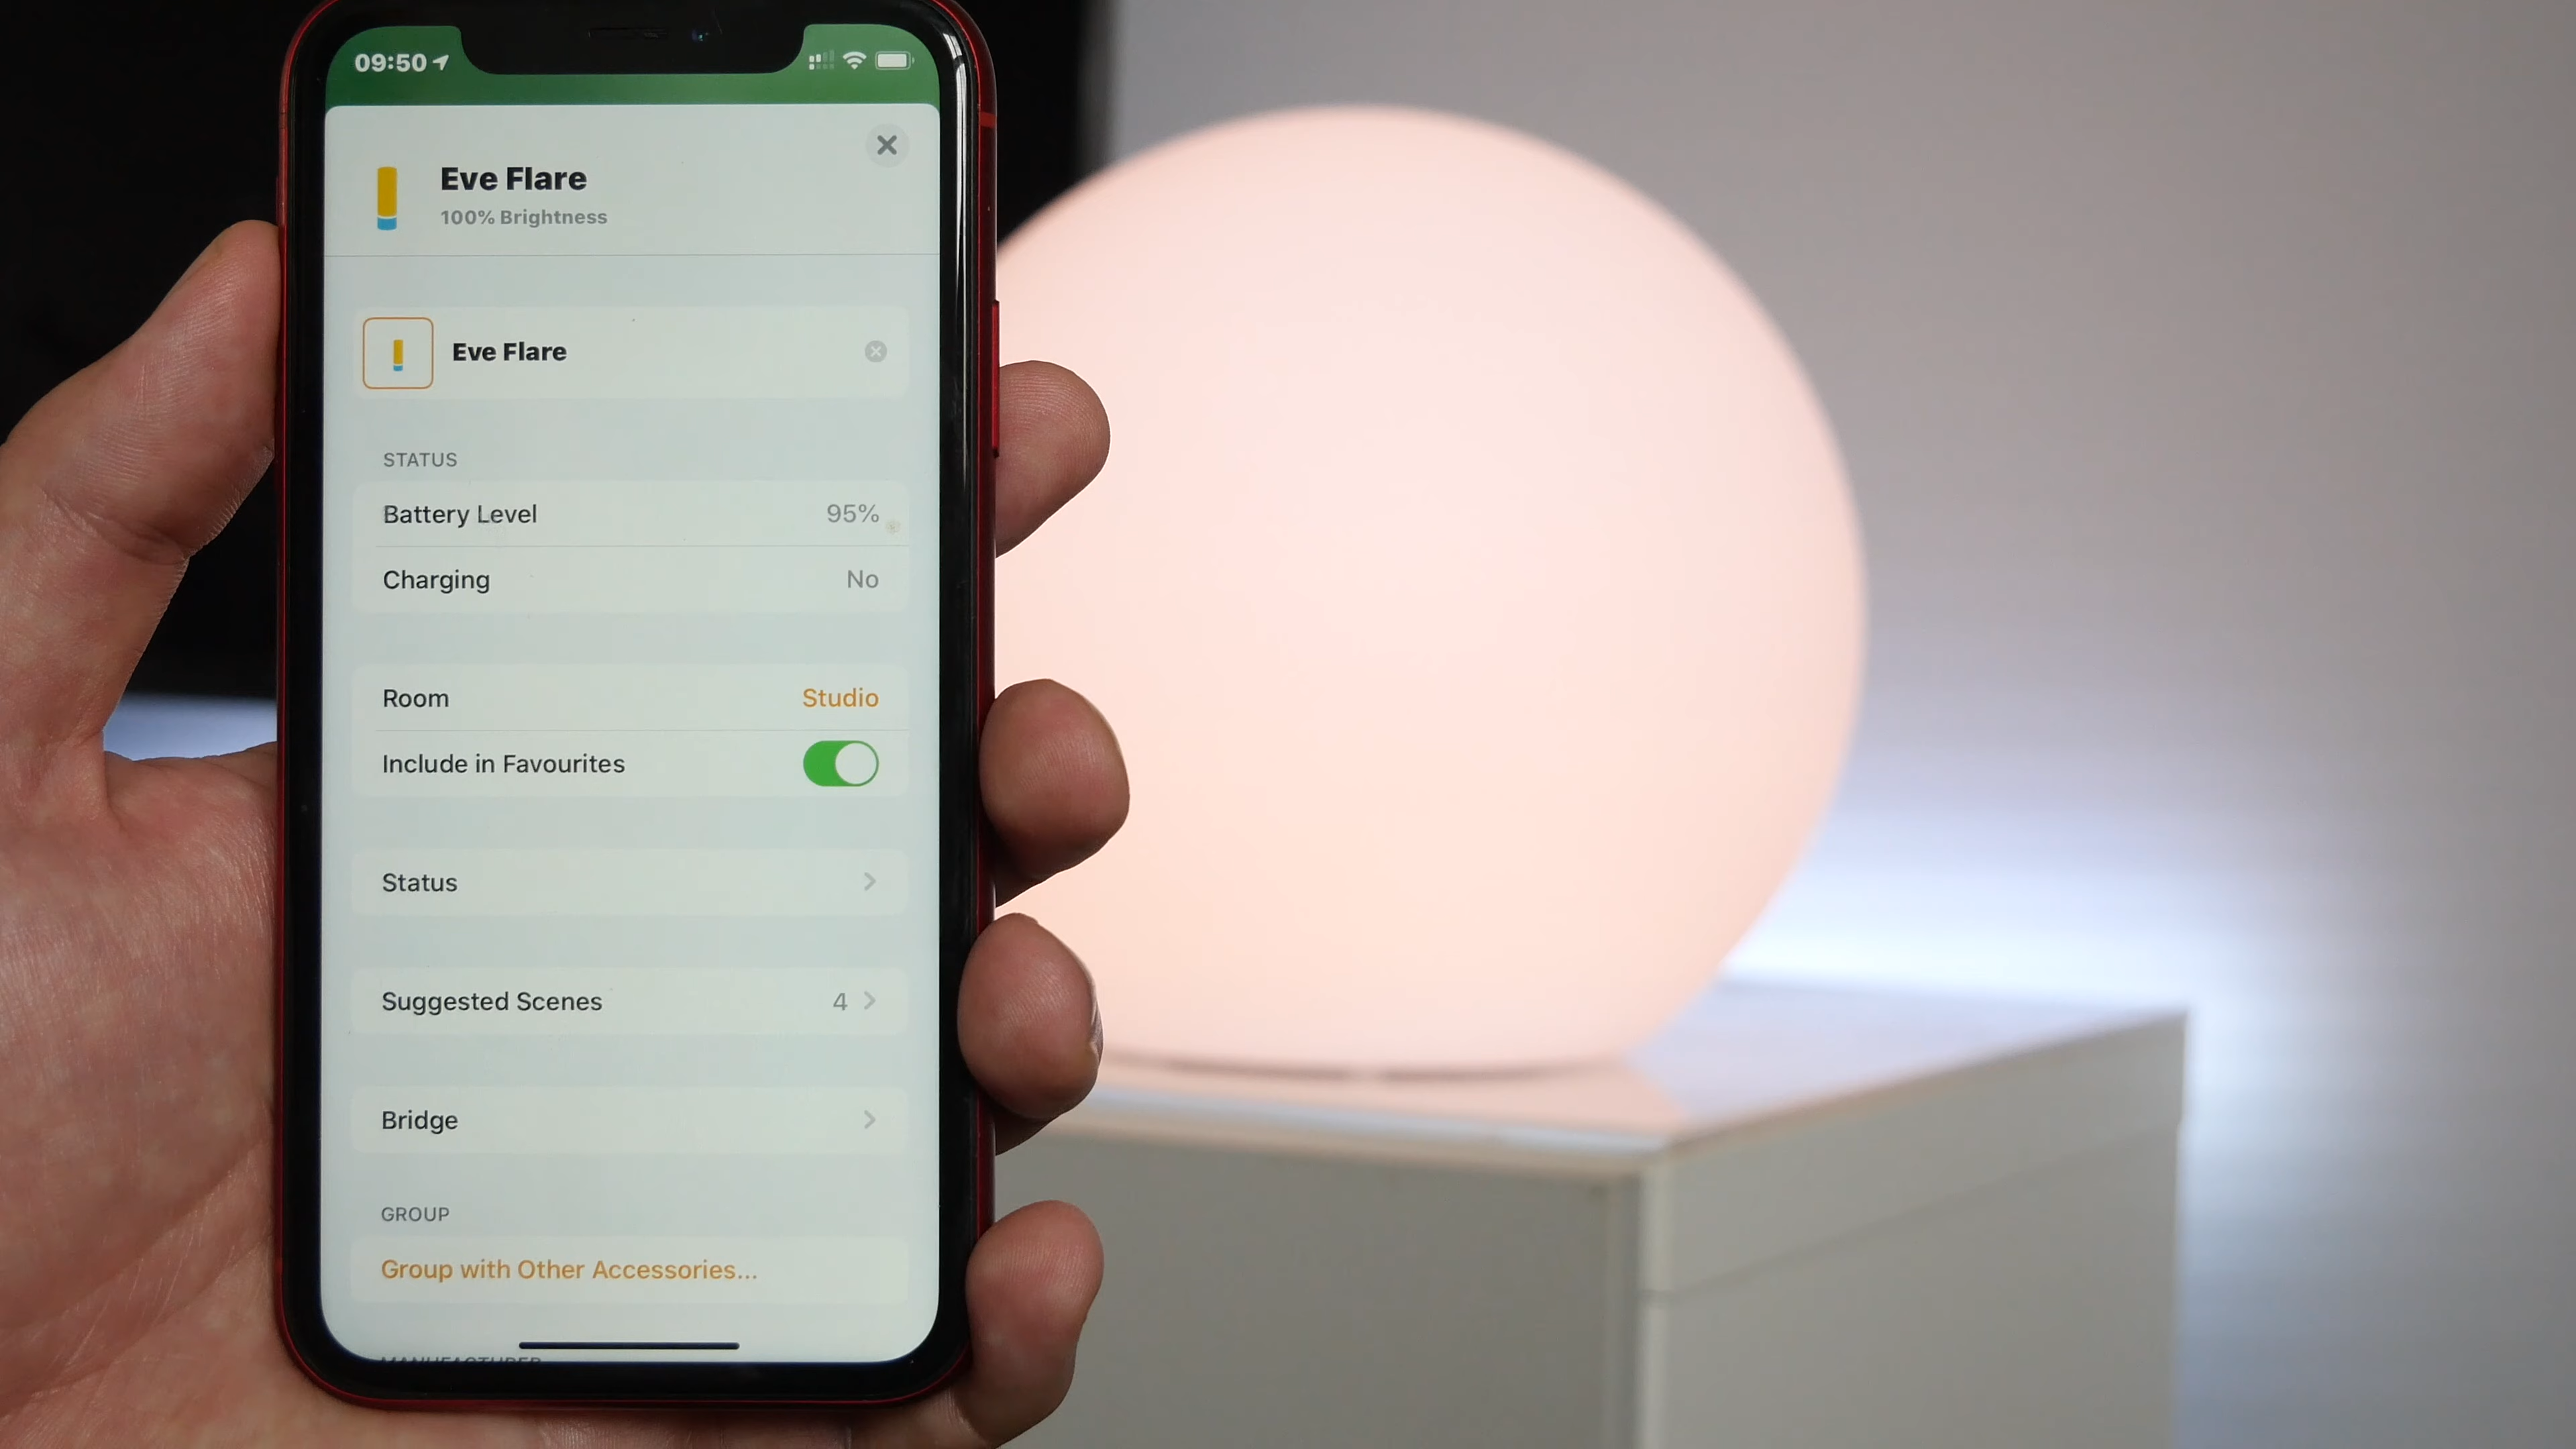 09:50
Eve Flare
100% Brightness
Eve Flare
STATUS
Battery Level 95%
Charging No
Room Studio
Include in Favourites
Status
Suggested Scenes 4
Bridge
GROUP
Group with Other Accessories...
MANUFACTURER